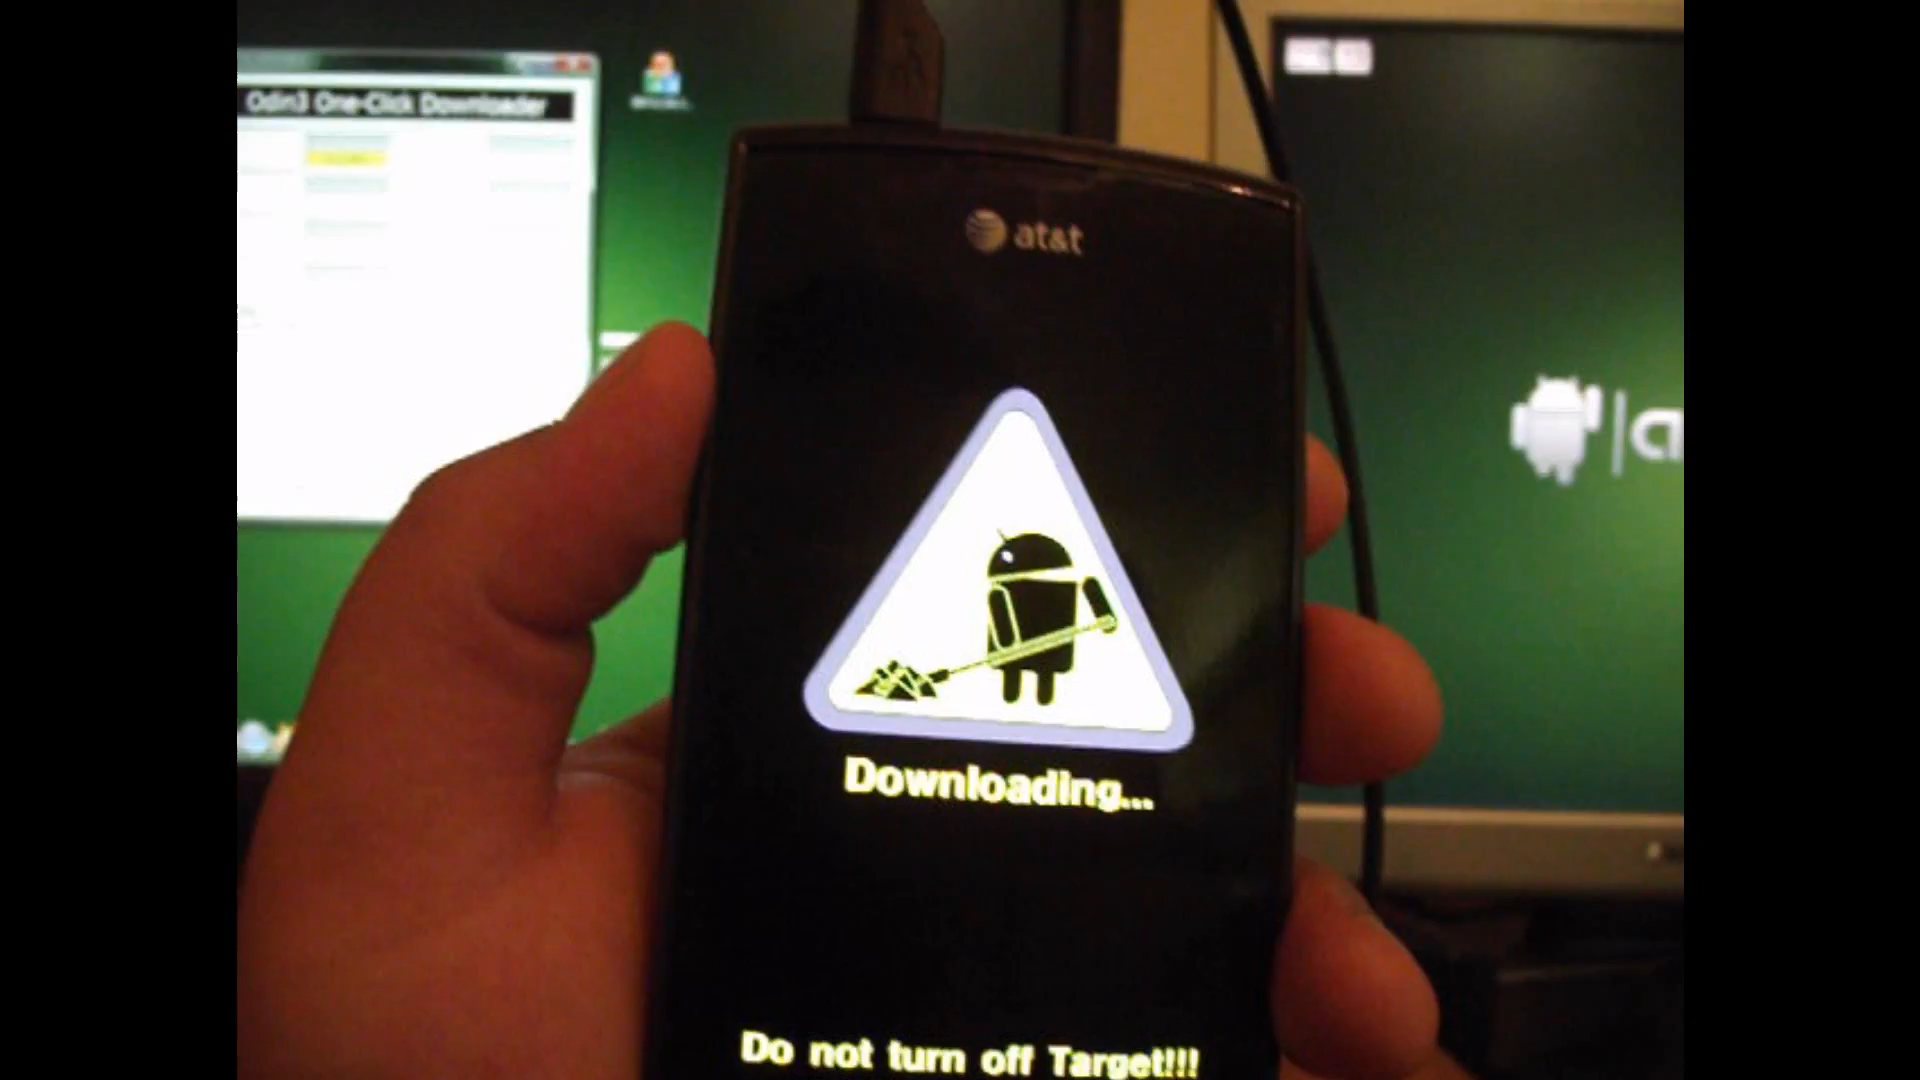 Odin3 One-Click Downloader
at&t
Downloading...
Do not turn off Target!!!